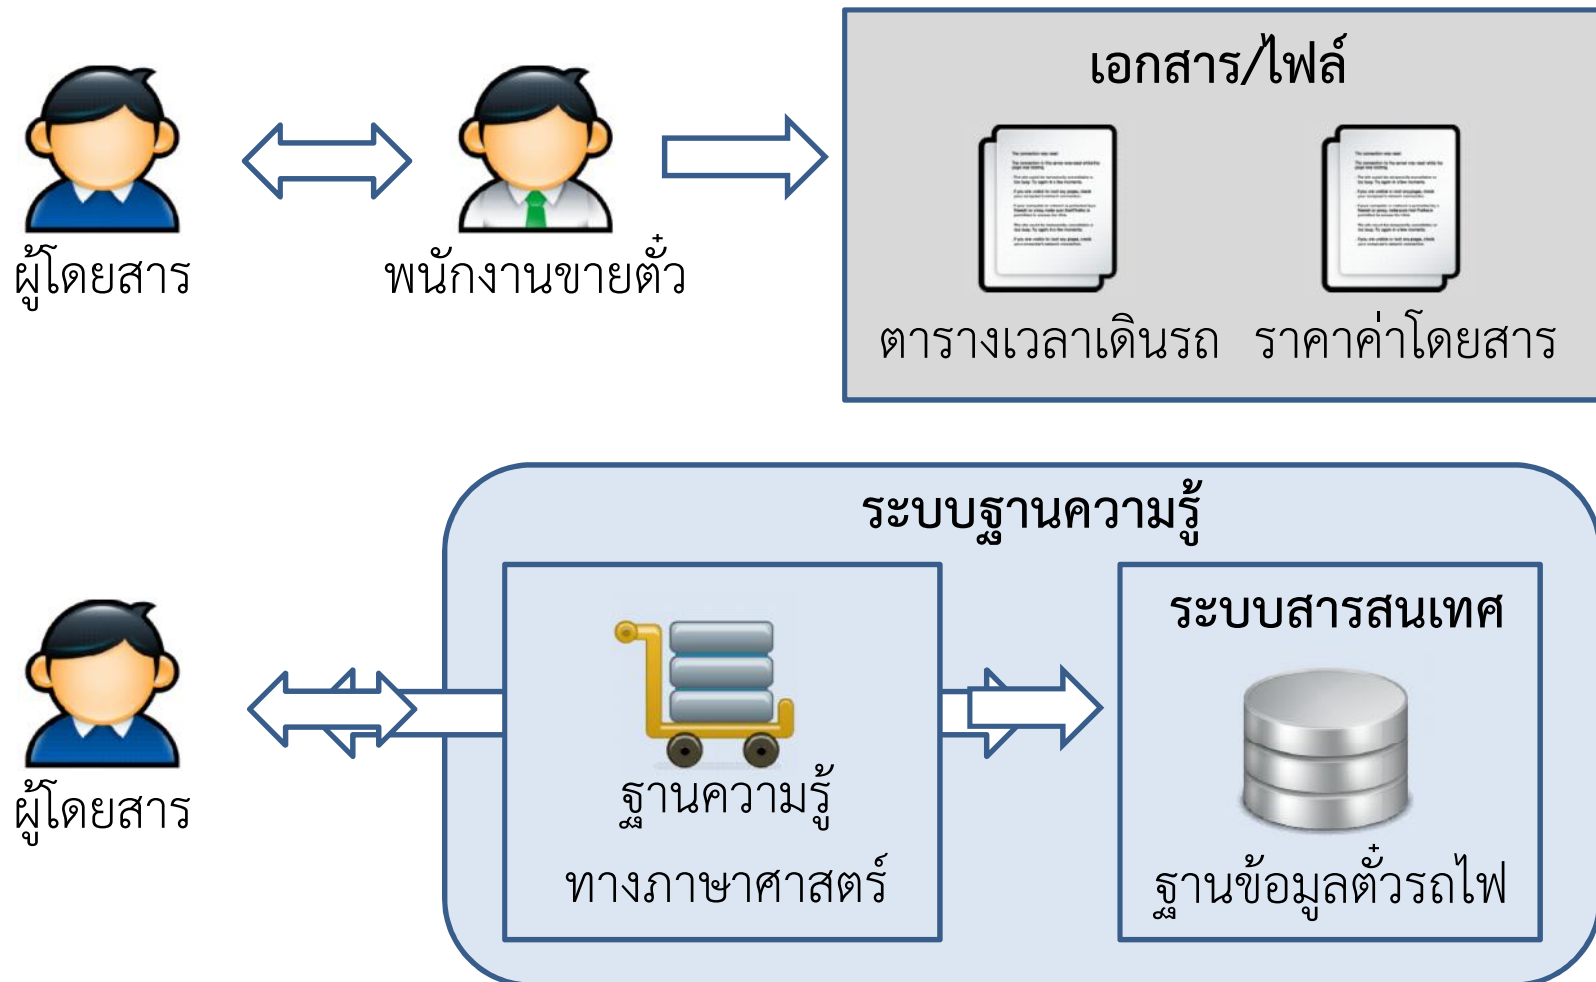 เอกสาร/ไฟล์
ผู้โดยสาร
พนักงานขายตั๋ว
ตารางเวลาเดินรถ
ราคาค่าโดยสาร
ระบบฐานความรู้
ระบบสารสนเทศ
ผู้โดยสาร
ฐานความรู้
ทางภาษาศาสตร์
ฐานข้อมูลตั๋วรถไฟ